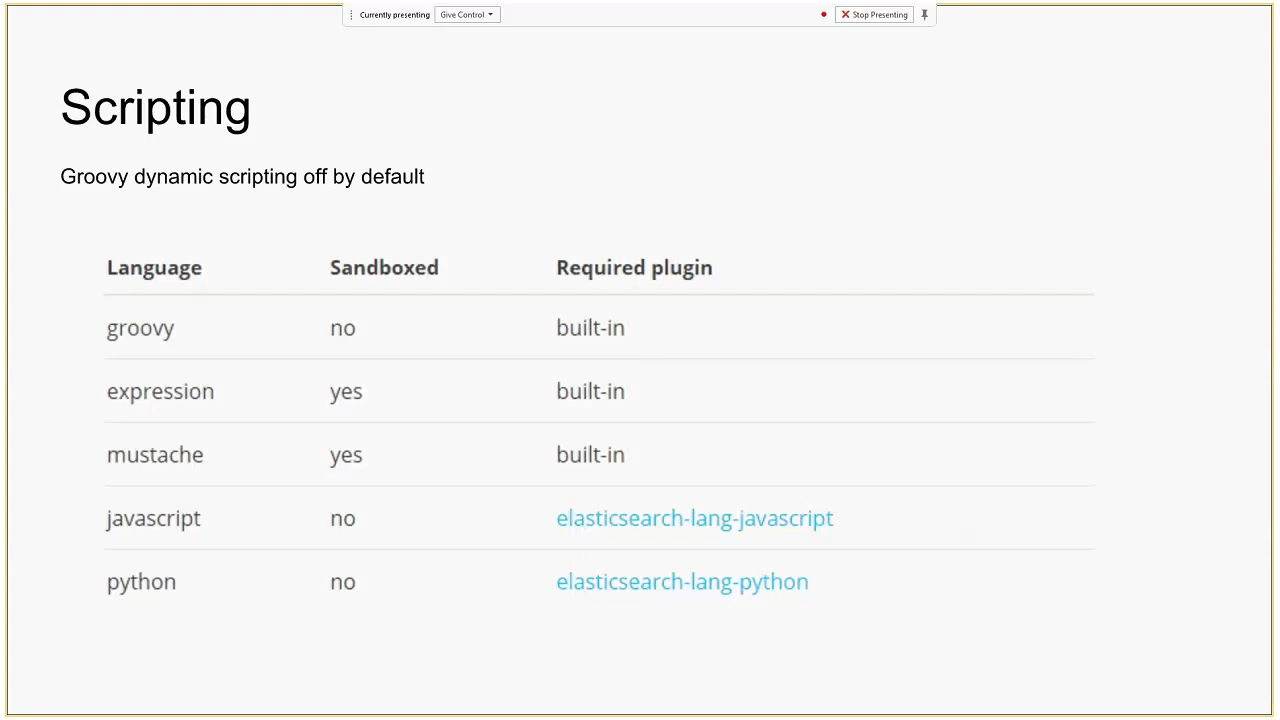 Currently presenting Give Control Stop Presenting
Scripting
Groovy dynamic scripting off by default
Language Sandboxed Required plugin
groovy no built-in
expression yes built-in
mustache yes built-in
javascript no elasticsearch-lang-javascript
python no elasticsearch-lang-python